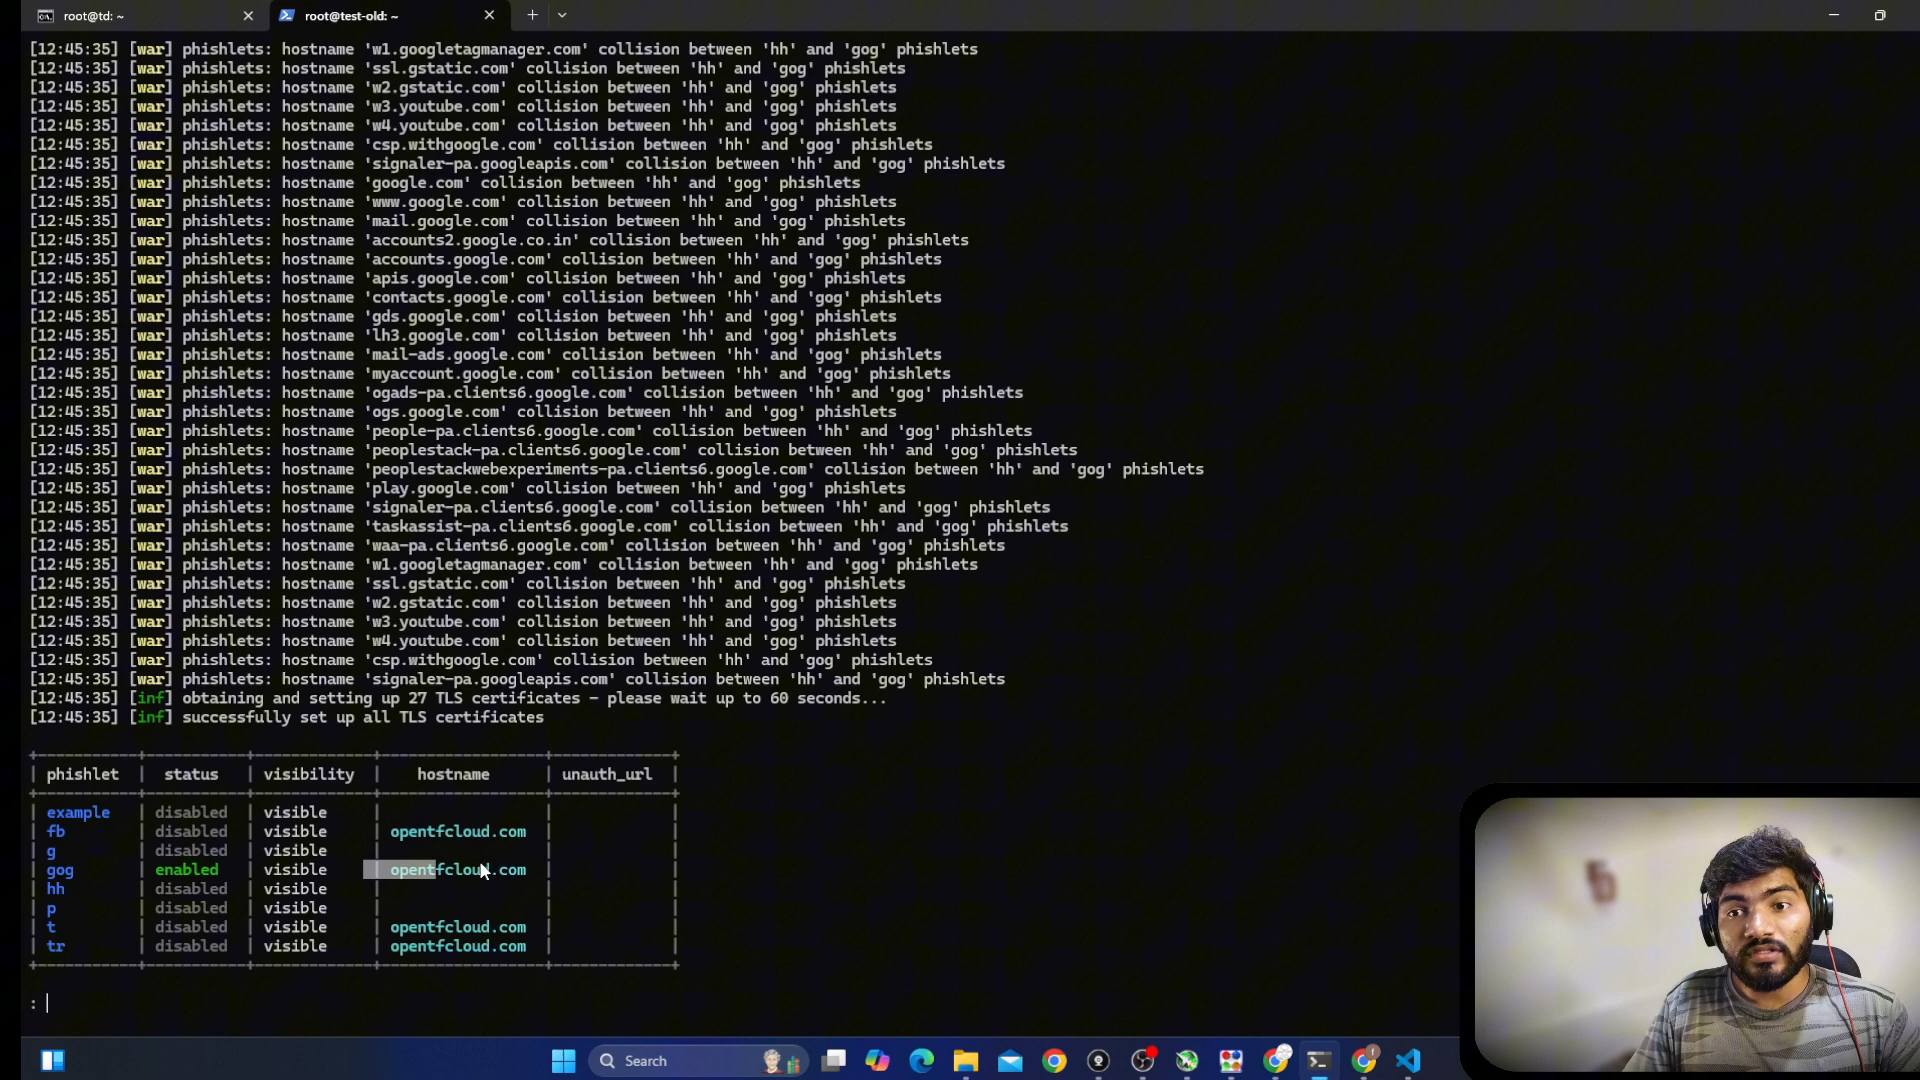 root@td: ~
root@test-old: ~
[12:45:35] [war] phishlets: hostname 'w1.googletagmanager.com' collision between 'hh' and 'gog' phishlets
[12:45:35] [war] phishlets: hostname 'ssl.gstatic.com' collision between 'hh' and 'gog' phishlets
[12:45:35] [war] phishlets: hostname 'w2.gstatic.com' collision between 'hh' and 'gog' phishlets
[12:45:35] [war] phishlets: hostname 'w3.youtube.com' collision between 'hh' and 'gog' phishlets
[12:45:35] [war] phishlets: hostname 'w4.youtube.com' collision between 'hh' and 'gog' phishlets
[12:45:35] [war] phishlets: hostname 'csp.withgoogle.com' collision between 'hh' and 'gog' phishlets
[12:45:35] [war] phishlets: hostname 'signaler-pa.googleapis.com' collision between 'hh' and 'gog' phishlets
[12:45:35] [war] phishlets: hostname 'google.com' collision between 'hh' and 'gog' phishlets
[12:45:35] [war] phishlets: hostname 'www.google.com' collision between 'hh' and 'gog' phishlets
[12:45:35] [war] phishlets: hostname 'mail.google.com' collision between 'hh' and 'gog' phishlets
[12:45:35] [war] phishlets: hostname 'accounts2.google.co.in' collision between 'hh' and 'gog' phishlets
[12:45:35] [war] phishlets: hostname 'accounts.google.com' collision between 'hh' and 'gog' phishlets
[12:45:35] [war] phishlets: hostname 'apis.google.com' collision between 'hh' and 'gog' phishlets
[12:45:35] [war] phishlets: hostname 'contacts.google.com' collision between 'hh' and 'gog' phishlets
[12:45:35] [war] phishlets: hostname 'gds.google.com' collision between 'hh' and 'gog' phishlets
[12:45:35] [war] phishlets: hostname 'lh3.google.com' collision between 'hh' and 'gog' phishlets
[12:45:35] [war] phishlets: hostname 'mail-ads.google.com' collision between 'hh' and 'gog' phishlets
[12:45:35] [war] phishlets: hostname 'myaccount.google.com' collision between 'hh' and 'gog' phishlets
[12:45:35] [war] phishlets: hostname 'ogads-pa.clients6.google.com' collision between 'hh' and 'gog' phishlets
[12:45:35] [war] phishlets: hostname 'ogs.google.com' collision between 'hh' and 'gog' phishlets
[12:45:35] [war] phishlets: hostname 'people-pa.clients6.google.com' collision between 'hh' and 'gog' phishlets
[12:45:35] [war] phishlets: hostname 'peoplestack-pa.clients6.google.com' collision between 'hh' and 'gog' phishlets
[12:45:35] [war] phishlets: hostname 'peoplestackwebexperiments-pa.clients6.google.com' collision between 'hh' and 'gog' phishlets
[12:45:35] [war] phishlets: hostname 'play.google.com' collision between 'hh' and 'gog' phishlets
[12:45:35] [war] phishlets: hostname 'signaler-pa.clients6.google.com' collision between 'hh' and 'gog' phishlets
[12:45:35] [war] phishlets: hostname 'taskassist-pa.clients6.google.com' collision between 'hh' and 'gog' phishlets
[12:45:35] [war] phishlets: hostname 'waa-pa.clients6.google.com' collision between 'hh' and 'gog' phishlets
[12:45:35] [war] phishlets: hostname 'w1.googletagmanager.com' collision between 'hh' and 'gog' phishlets
[12:45:35] [war] phishlets: hostname 'ssl.gstatic.com' collision between 'hh' and 'gog' phishlets
[12:45:35] [war] phishlets: hostname 'w2.gstatic.com' collision between 'hh' and 'gog' phishlets
[12:45:35] [war] phishlets: hostname 'w3.youtube.com' collision between 'hh' and 'gog' phishlets
[12:45:35] [war] phishlets: hostname 'w4.youtube.com' collision between 'hh' and 'gog' phishlets
[12:45:35] [war] phishlets: hostname 'csp.withgoogle.com' collision between 'hh' and 'gog' phishlets
[12:45:35] [war] phishlets: hostname 'signaler-pa.googleapis.com' collision between 'hh' and 'gog' phishlets
[12:45:35] [inf] obtaining and setting up 27 TLS certificates - please wait up to 60 seconds...
[12:45:35] [inf] successfully set up all TLS certificates
| phishlet | status | visibility | hostname | unauth_url |
| example | disabled | visible | | |
| fb | disabled | visible | opentfcloud.com | |
| g | disabled | visible | | |
| gog | enabled | visible | opentfcloud.com | |
| hh | disabled | visible | | |
| p | disabled | visible | | |
| t | disabled | visible | opentfcloud.com | |
| tr | disabled | visible | opentfcloud.com | |
:
Search